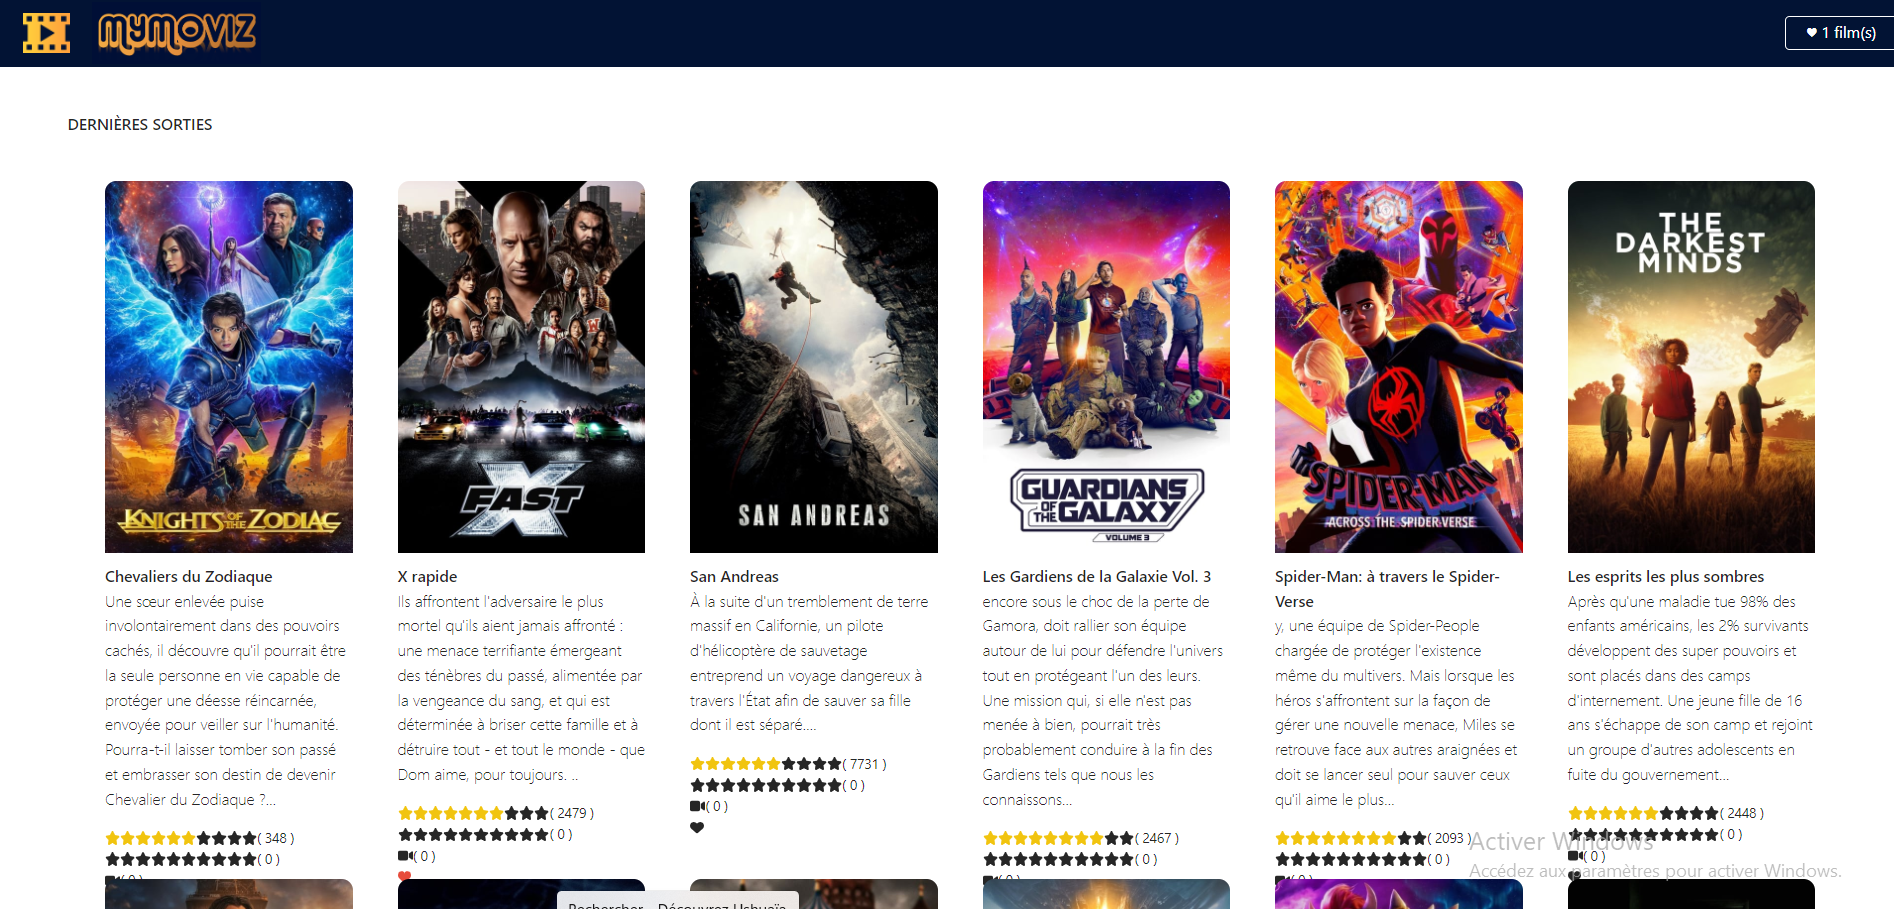 MYMOVIZ
1 film(s)
DERNIÈRES SORTIES
KNIGHTS OF THE ZODIAC
FAST X
SAN ANDREAS
GUARDIANS
OF THE GALAXY
VOLUME 3
SPIDER-MAN
ACROSS THE SPIDER-VERSE
THE
DARKEST
MINDS
Chevaliers du Zodiaque
Une sœur enlevée puise
involontairement dans des pouvoirs
cachés, il découvre qu'il pourrait être
la seule personne en vie capable de
protéger une déesse réincarnée,
envoyée pour veiller sur l'humanité.
Pourra-t-il laisser tomber son passé
et embrasser son destin de devenir
Chevalier du Zodiaque ?...
( 348 )
( 0 )
( 0 )
X rapide
Ils affrontent l'adversaire le plus
mortel qu'ils aient jamais affronté :
une menace terrifiante émergeant
des ténèbres du passé, alimentée par
la vengeance du sang, et qui est
déterminée à briser cette famille et à
détruire tout - et tout le monde - que
Dom aime, pour toujours. ..
( 2479 )
( 0 )
( 0 )
San Andreas
À la suite d'un tremblement de terre
massif en Californie, un pilote
d'hélicoptère de sauvetage
entreprend un voyage dangereux à
travers l'État afin de sauver sa fille
dont il est séparé....
( 7731 )
( 0 )
( 0 )
Les Gardiens de la Galaxie Vol. 3
encore sous le choc de la perte de
Gamora, doit rallier son équipe
autour de lui pour défendre l'univers
tout en protégeant l'un des leurs.
Une mission qui, si elle n'est pas
menée à bien, pourrait très
probablement conduire à la fin des
Gardiens tels que nous les
connaissons...
( 2467 )
( 0 )
( 0 )
Spider-Man: à travers le Spider-
Verse
y, une équipe de Spider-People
chargée de protéger l'existence
même du multivers. Mais lorsque les
héros s'affrontent sur la façon de
gérer une nouvelle menace, Miles se
retrouve face aux autres araignées et
doit se lancer seul pour sauver ceux
qu'il aime le plus...
( 2093 )
( 0 )
( 0 )
Les esprits les plus sombres
Après qu'une maladie tue 98% des
enfants américains, les 2% survivants
développent des super pouvoirs et
sont placés dans des camps
d'internement. Une jeune fille de 16
ans s'échappe de son camp et rejoint
un groupe d'autres adolescents en
fuite du gouvernement...
( 2448 )
( 0 )
( 0 )
Activer Windows
Accédez aux paramètres pour activer Windows.
Rechercher - Découvrez Ushuaïa